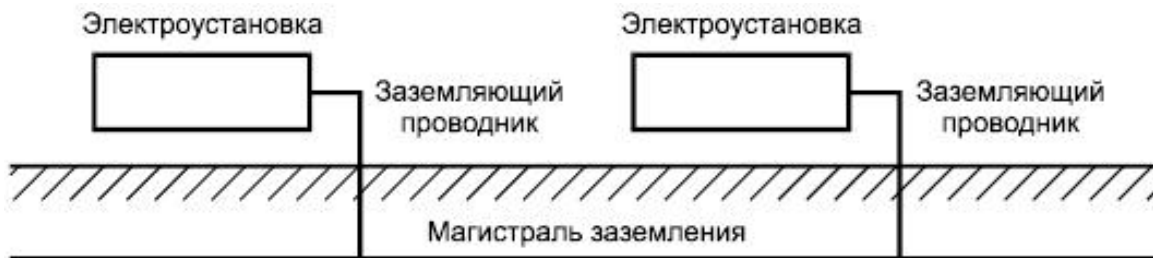 Электроустановка
Электроустановка
Заземляющий
проводник
Заземляющий
проводник
Магистраль заземления